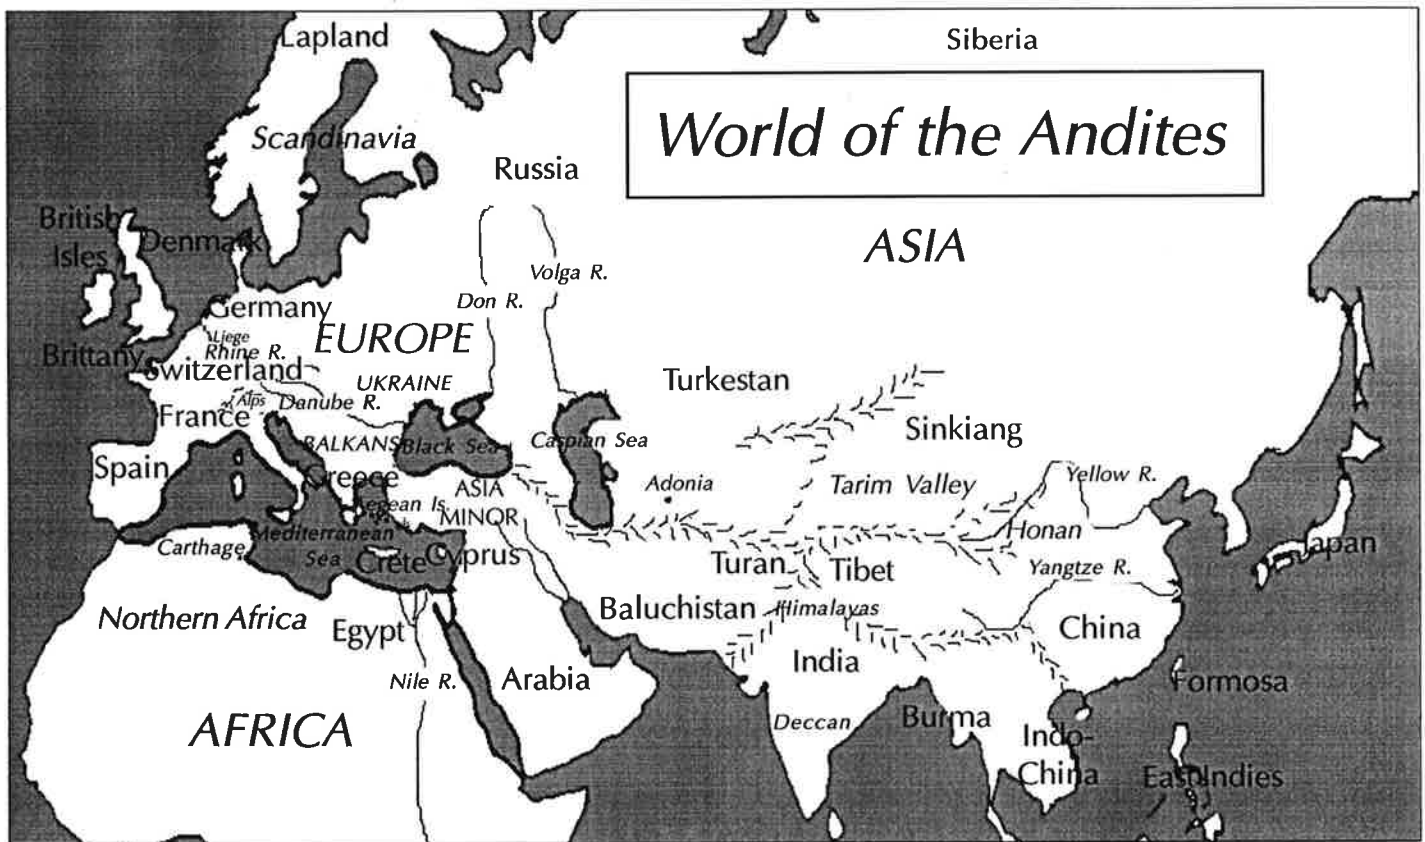 Lapland
Siberia
World of the Andites
Scandinavia
Russia
British
Isles
Denmark
ASIA
Volga R.
Don R.
Germany
Liege
EUROPE
Rhine R.
Brittany
Switzerland
UKRAINE
Turkestan
Alps
Danube R.
France
Sinkiang
BALKANS
Black Sea
Caspian Sea
Spain
Greece
Yellow R.
Adonia
Tarim Valley
ASIA
MINOR
Aegean Is.
Honan
Mediterranean
Sea
Carthage
Japan
Crete
Cyprus
Turan
Tibet
Yangtze R.
Baluchistan
Himalayas
Northern Africa
Egypt
China
India
Nile R.
Arabia
Formosa
AFRICA
Deccan
Burma
Indo-
China
East Indies